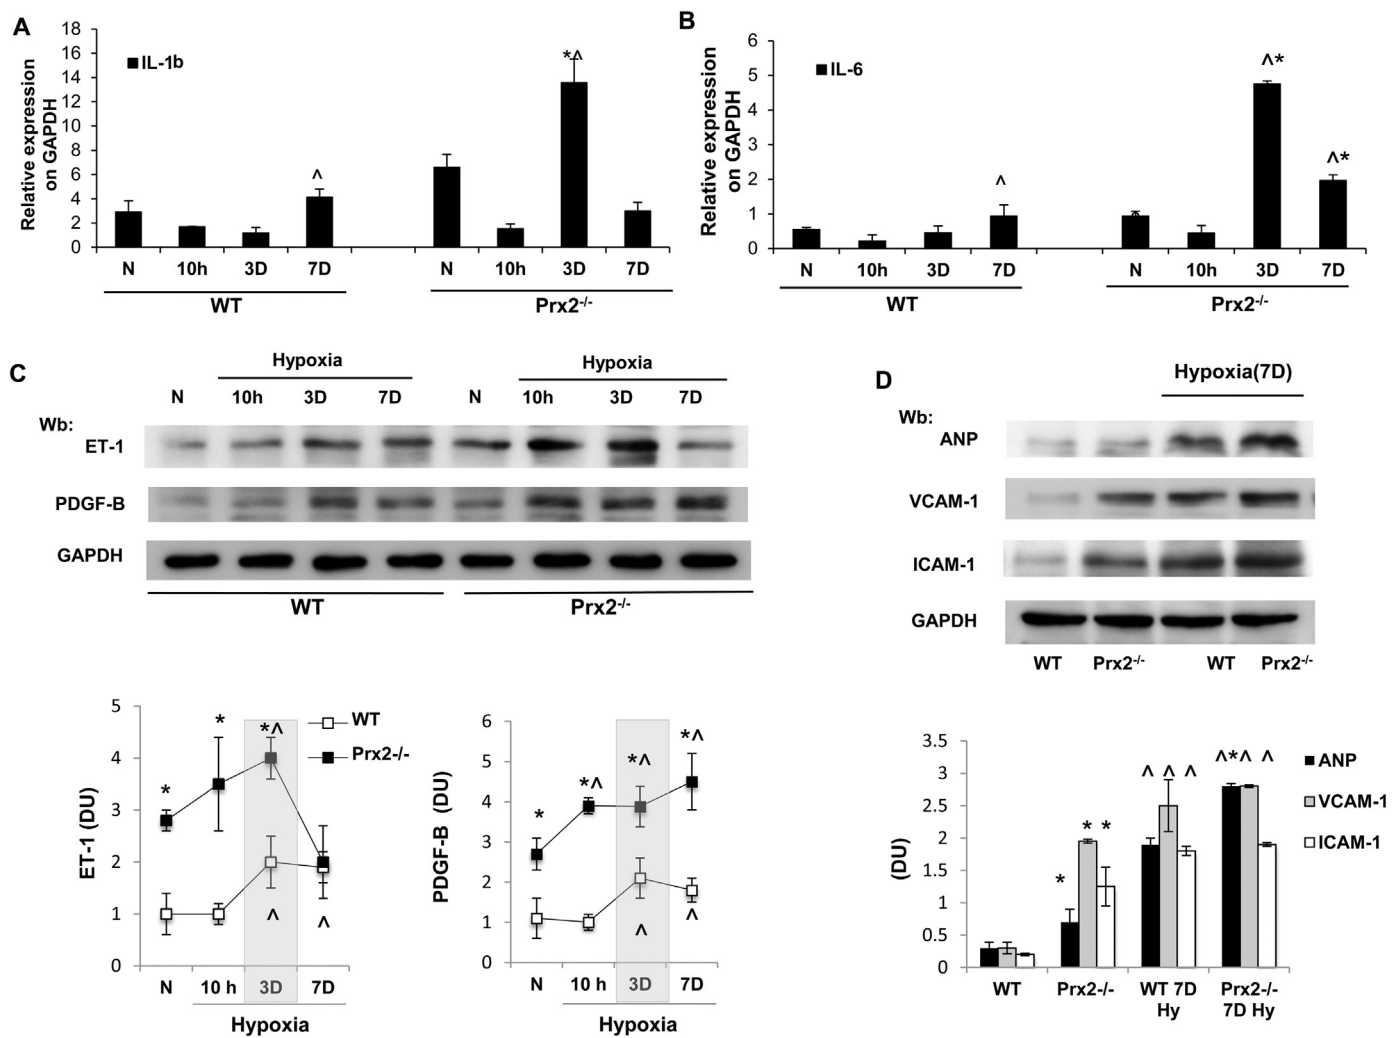 A
18
16
14
12
10
8
6
4
2
0
Relative expression
on GAPDH
IL-1b
^
*^
N 10h 3D 7D N 10h 3D 7D
WT Prx2-/-
B
6
5
4
3
2
1
0
Relative expression
on GAPDH
IL-6
^
^*
^*
N 10h 3D 7D N 10h 3D 7D
WT Prx2-/-
C
Hypoxia Hypoxia
N 10h 3D 7D N 10h 3D 7D
Wb:
ET-1
PDGF-B
GAPDH
WT Prx2-/-
D
Hypoxia(7D)
Wb:
ANP
VCAM-1
ICAM-1
GAPDH
WT Prx2-/- WT Prx2-/-
5
4
3
2
1
0
ET-1 (DU)
WT
Prx2-/-
* * *^
^ ^
N 10 h 3D 7D
Hypoxia
6
5
4
3
2
1
0
PDGF-B (DU)
* *^ *^ *^
^ ^
N 10 h 3D 7D
Hypoxia
3.5
3
2.5
2
1.5
1
0.5
0
(DU)
ANP
VCAM-1
ICAM-1
* * * ^ ^ ^ ^*^ ^
WT Prx2-/- WT 7D Prx2-/-
Hy 7D Hy